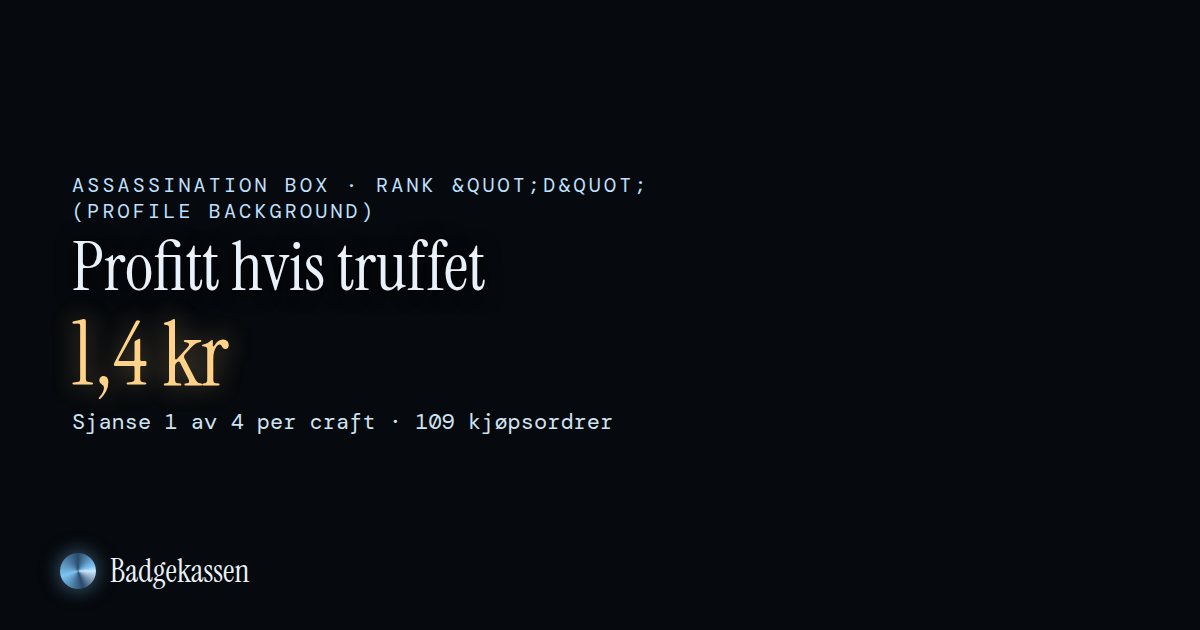 ASSASSINATION BOX · RANK &QUOT;D&QUOT;
(PROFILE BACKGROUND)
Profitt hvis truffet
1,4 kr
Sjanse 1 av 4 per craft · 109 kjøpsordrer
Badgekassen